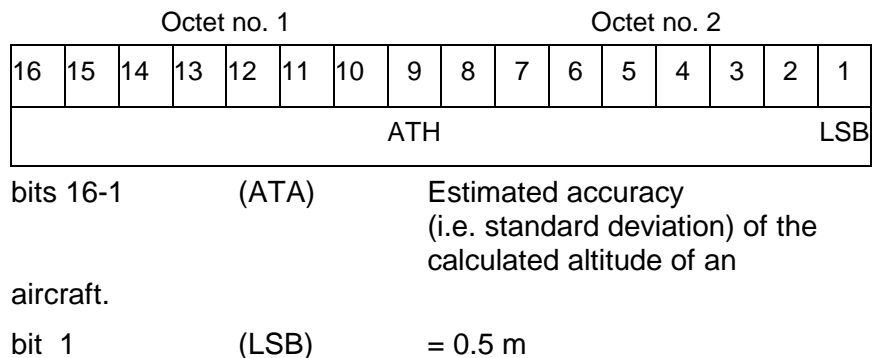 Octet no. 1 Octet no. 2
16 15 14 13 12 11 10 9 8 7 6 5 4 3 2 1
ATH LSB
bits 16-1 (ATA) Estimated accuracy
(i.e. standard deviation) of the
calculated altitude of an
aircraft.
bit 1 (LSB) = 0.5 m